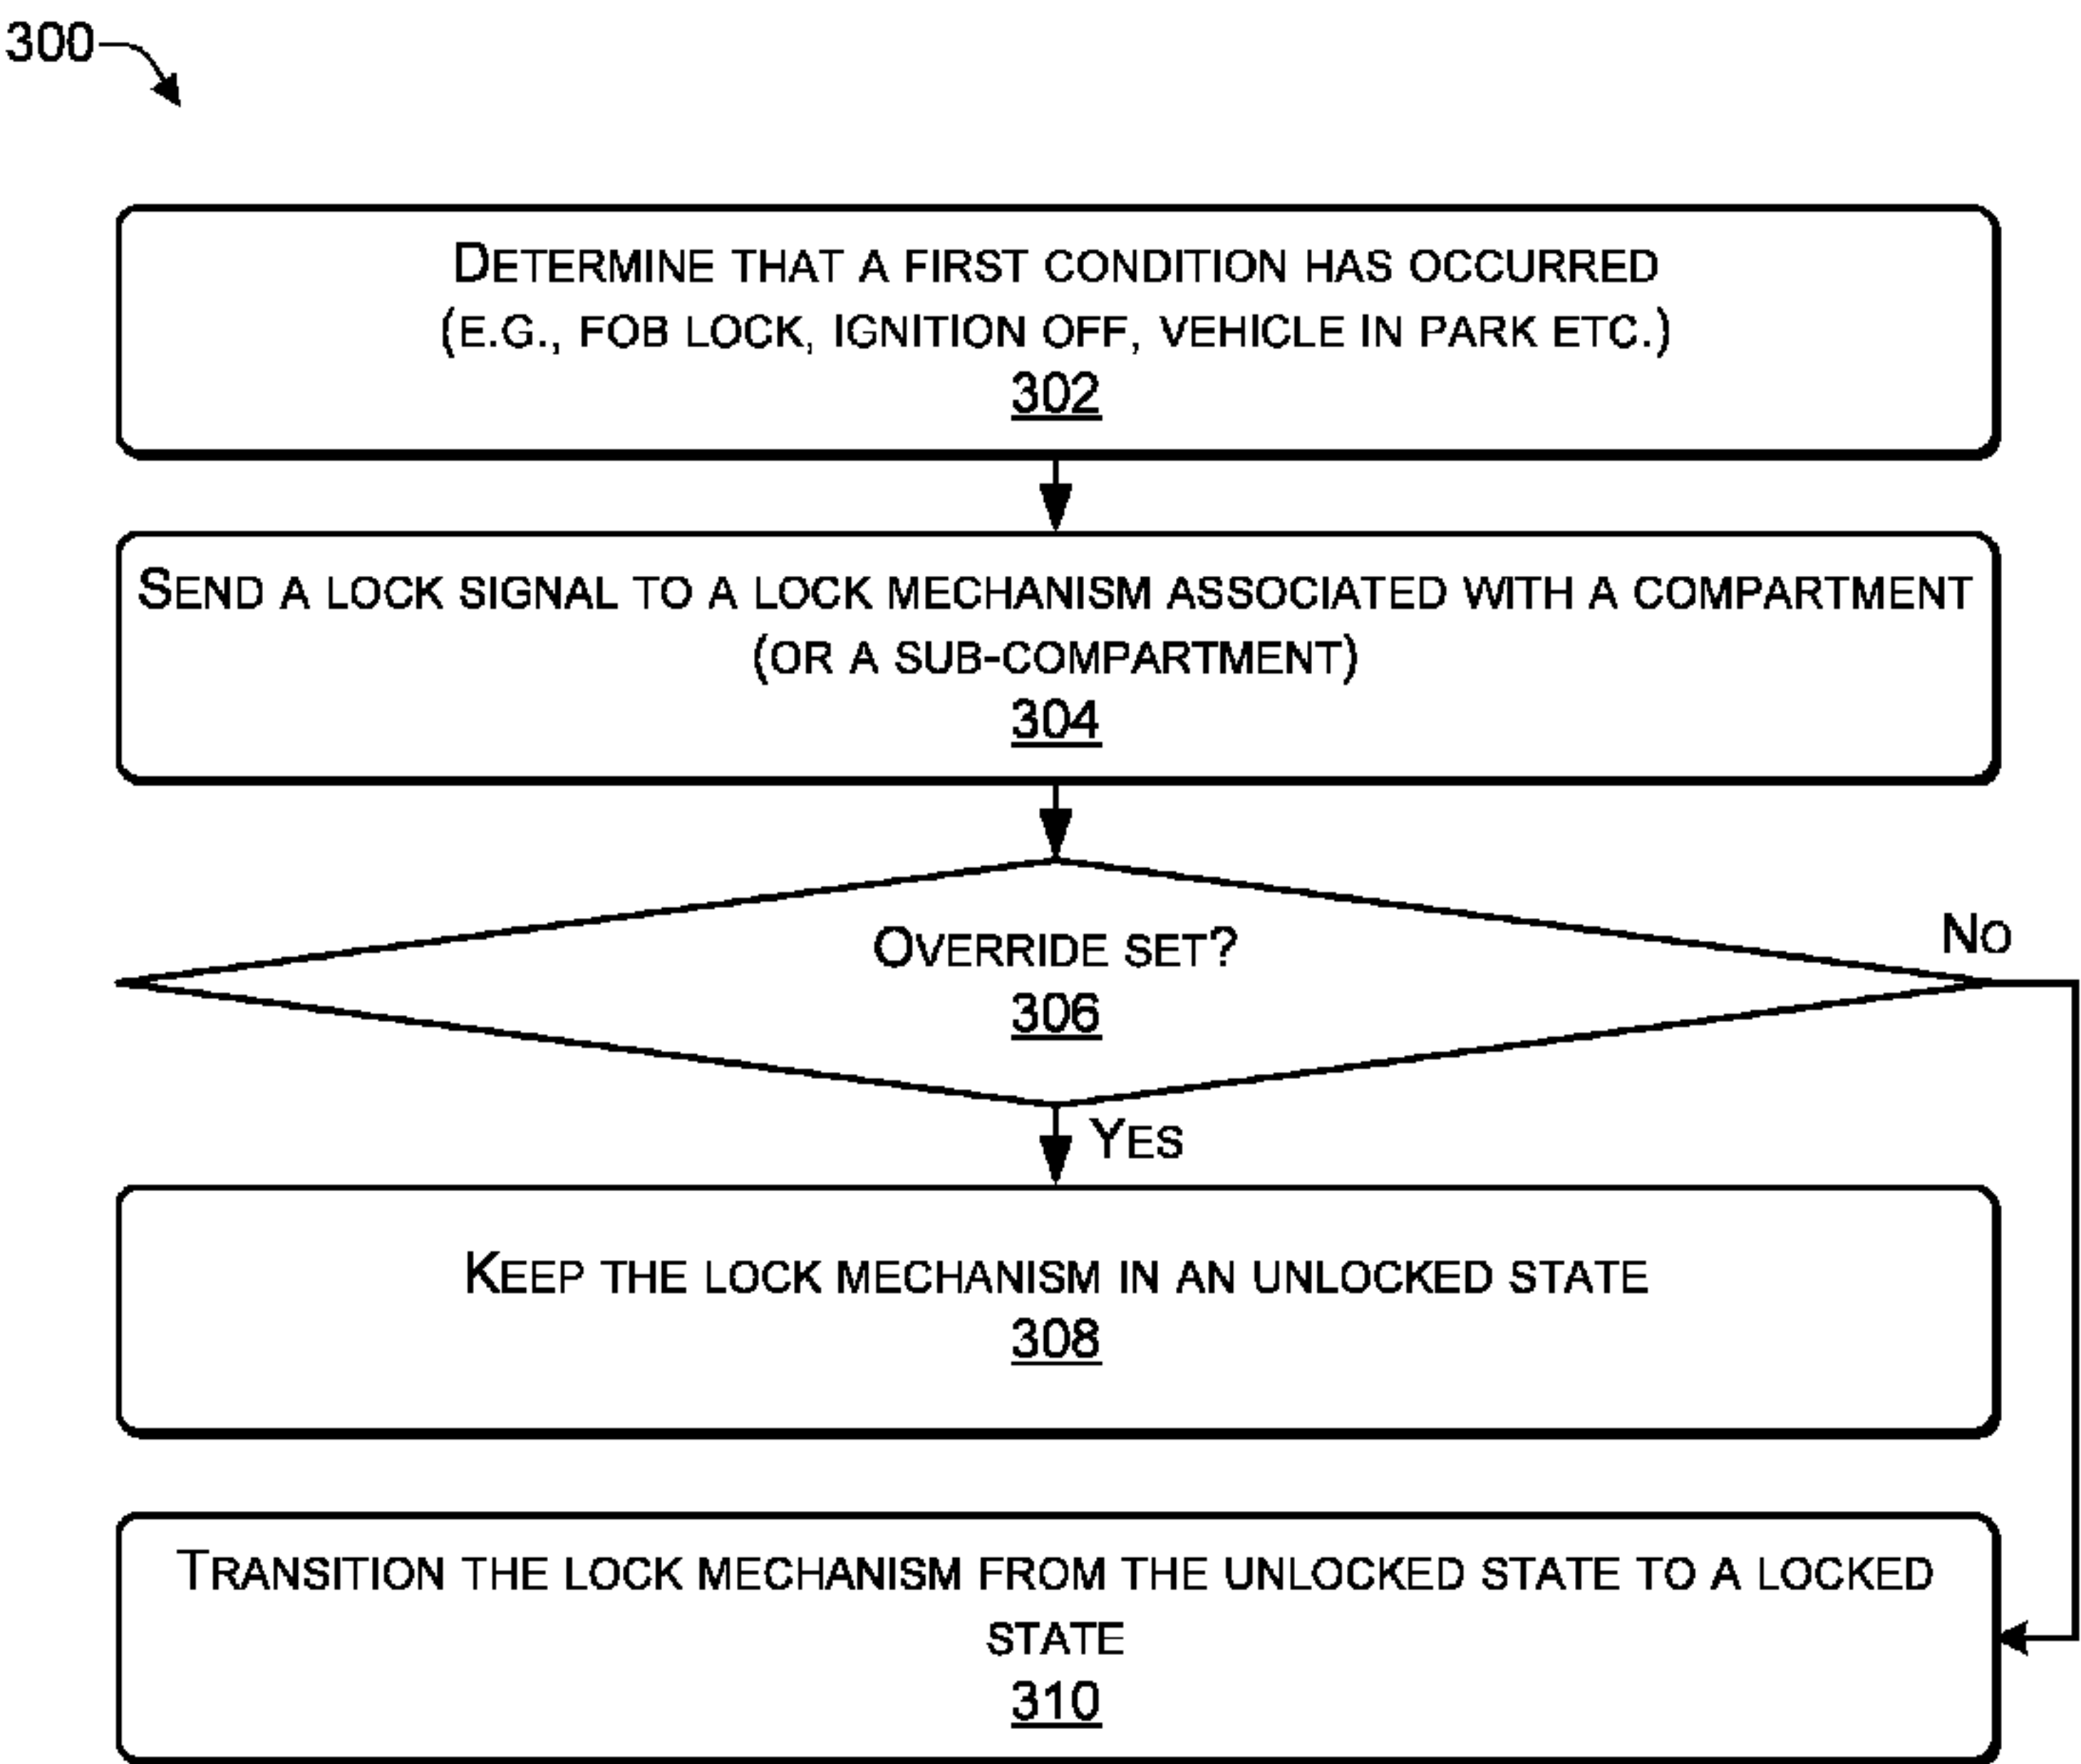 300
DETERMINE THAT A FIRST CONDITION HAS OCCURRED
(E.G., FOB LOCK, IGNITION OFF, VEHICLE IN PARK ETC.)
302
SEND A LOCK SIGNAL TO A LOCK MECHANISM ASSOCIATED WITH A COMPARTMENT
(OR A SUB-COMPARTMENT)
304
OVERRIDE SET?
306
NO
YES
KEEP THE LOCK MECHANISM IN AN UNLOCKED STATE
308
TRANSITION THE LOCK MECHANISM FROM THE UNLOCKED STATE TO A LOCKED
STATE
310